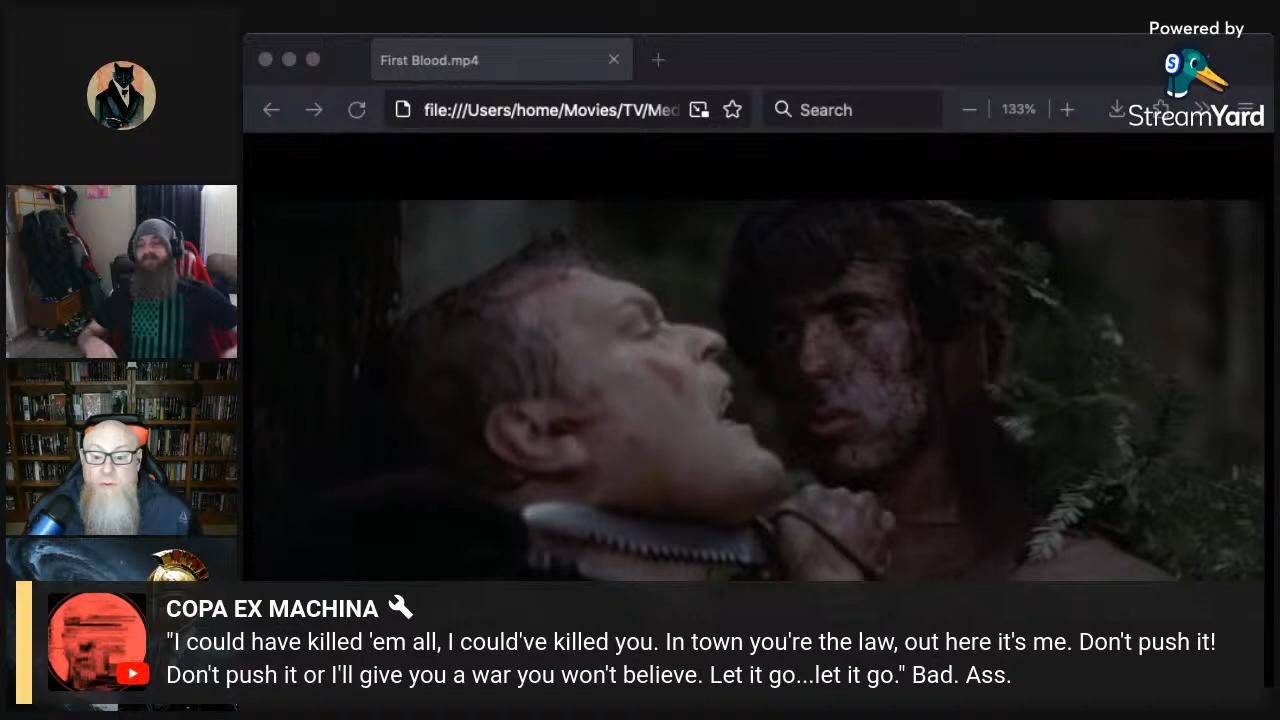 Powered by
StreamYard
First Blood.mp4
file:///Users/home/Movies/TV/Med
Search
133%
COPA EX MACHINA
"I could have killed 'em all, I could've killed you. In town you're the law, out here it's me. Don't push it!
Don't push it or I'll give you a war you won't believe. Let it go...let it go." Bad. Ass.